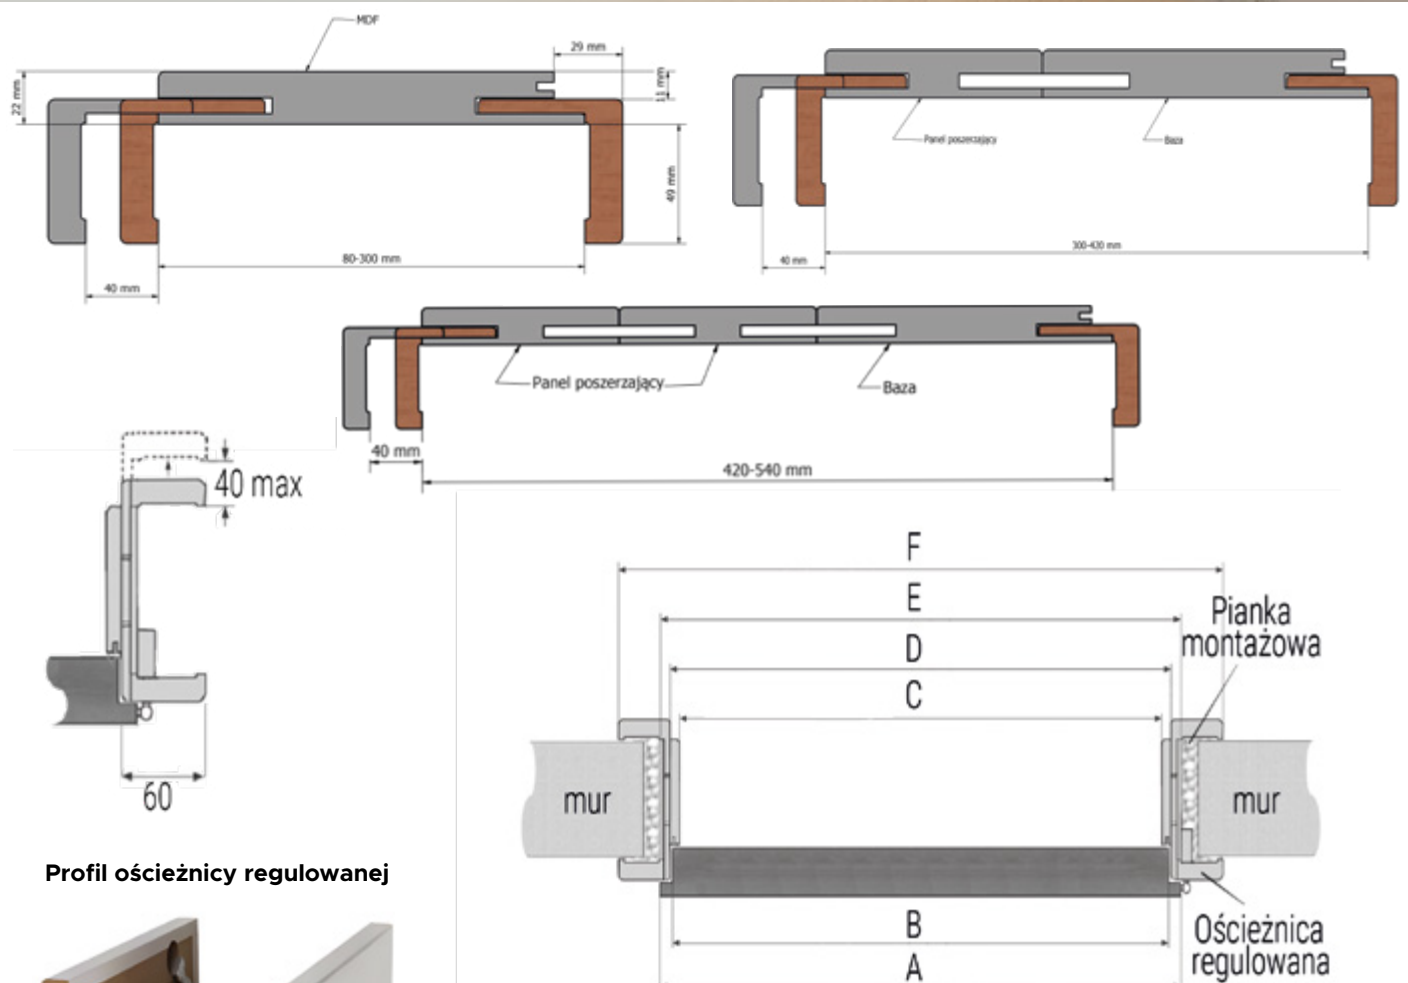 MDF
29 mm
22 mm
11 mm
49 mm
80-300 mm
40 mm
Panel poszerzający
Baza
300-420 mm
40 mm
Panel poszerzający
Baza
40 mm
420-540 mm
40 max
60
Profil ościeżnicy regulowanej
F
E
D
C
Pianka
montażowa
mur
mur
B
A
Ościeżnica
regulowana